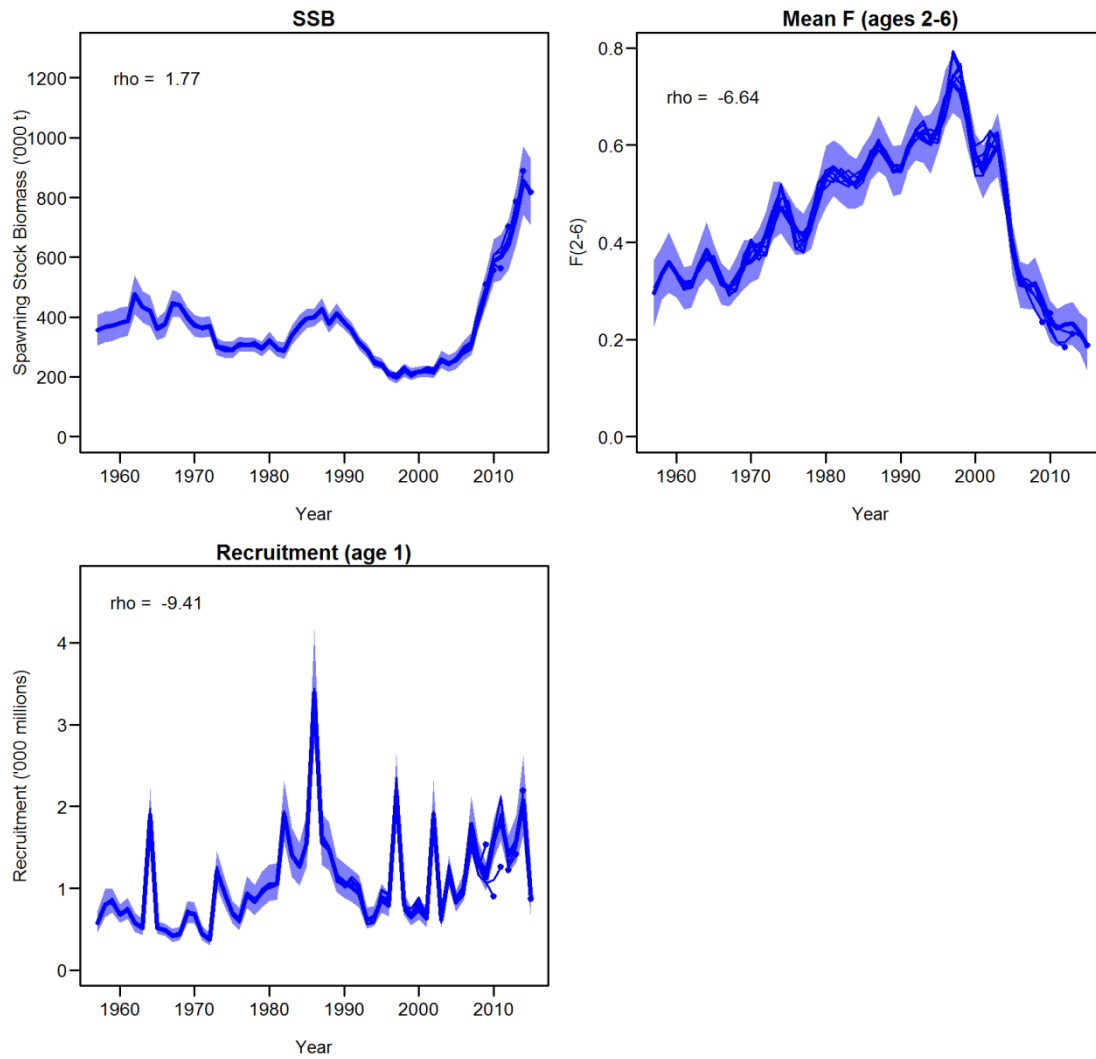 SSB
rho = 1.77
Spawning Stock Biomass ('000 t)
1200
1000
800
600
400
200
0
1960 1970 1980 1990 2000 2010
Year
Mean F (ages 2-6)
rho = -6.64
F(2-6)
0.8
0.6
0.4
0.2
0.0
1960 1970 1980 1990 2000 2010
Year
Recruitment (age 1)
rho = -9.41
Recruitment ('000 millions)
4
3
2
1
0
1960 1970 1980 1990 2000 2010
Year